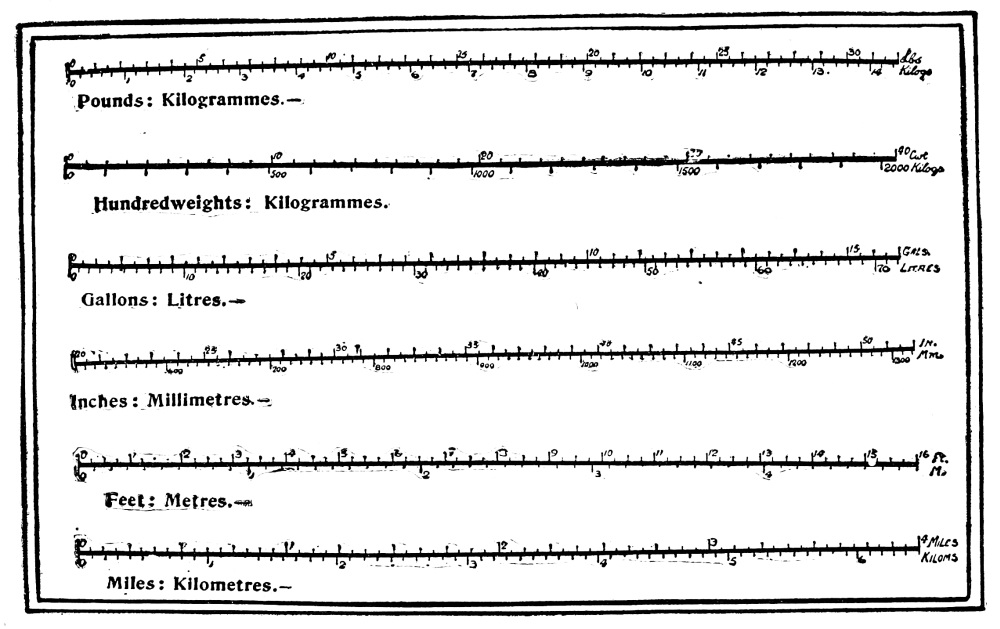 0 5 10 15 20 25 30 Lbs
0 1 2 3 4 5 6 7 8 9 10 11 12 13 14 Kilogs
Pounds: Kilogrammes.—
0 10 20 40 Cwt
0 500 1000 1500 2000 Kilogs
Hundredweights: Kilogrammes.
0 5 10 15 GALS.
0 10 20 30 40 50 60 70 LITRES
Gallons: Litres.—
20 25 30 35 40 45 50 IN.
600 700 800 900 1000 1100 1200 1300 Mm.
Inches: Millimetres.—
0 1 2 3 4 5 6 7 8 9 10 11 12 13 14 15 16 Ft.
0 1 2 3 4 M.
Feet: Metres.—
0 1 2 3 4 MILES
0 1 2 3 4 5 6 KILOMS
Miles: Kilometres.—